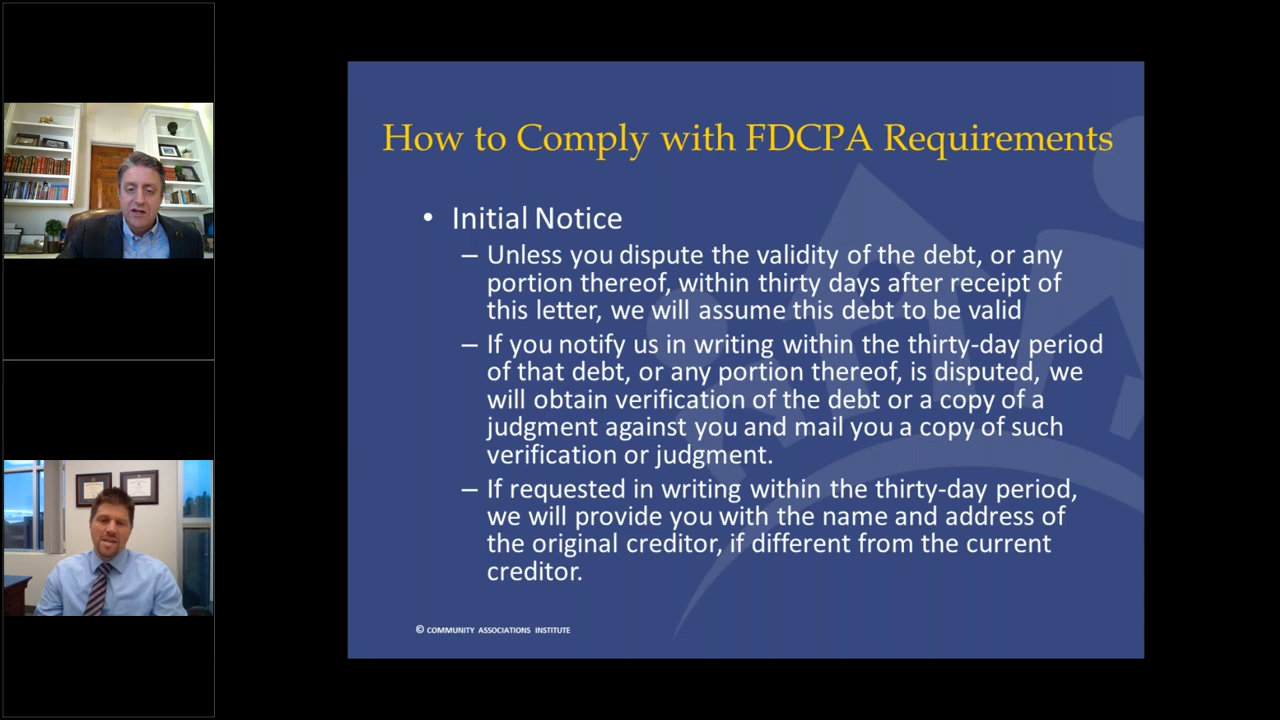 How to Comply with FDCPA Requirements
• Initial Notice
– Unless you dispute the validity of the debt, or any
portion thereof, within thirty days after receipt of
this letter, we will assume this debt to be valid
– If you notify us in writing within the thirty-day period
of that debt, or any portion thereof, is disputed, we
will obtain verification of the debt or a copy of a
judgment against you and mail you a copy of such
verification or judgment.
– If requested in writing within the thirty-day period,
we will provide you with the name and address of
the original creditor, if different from the current
creditor.
© COMMUNITY ASSOCIATIONS INSTITUTE